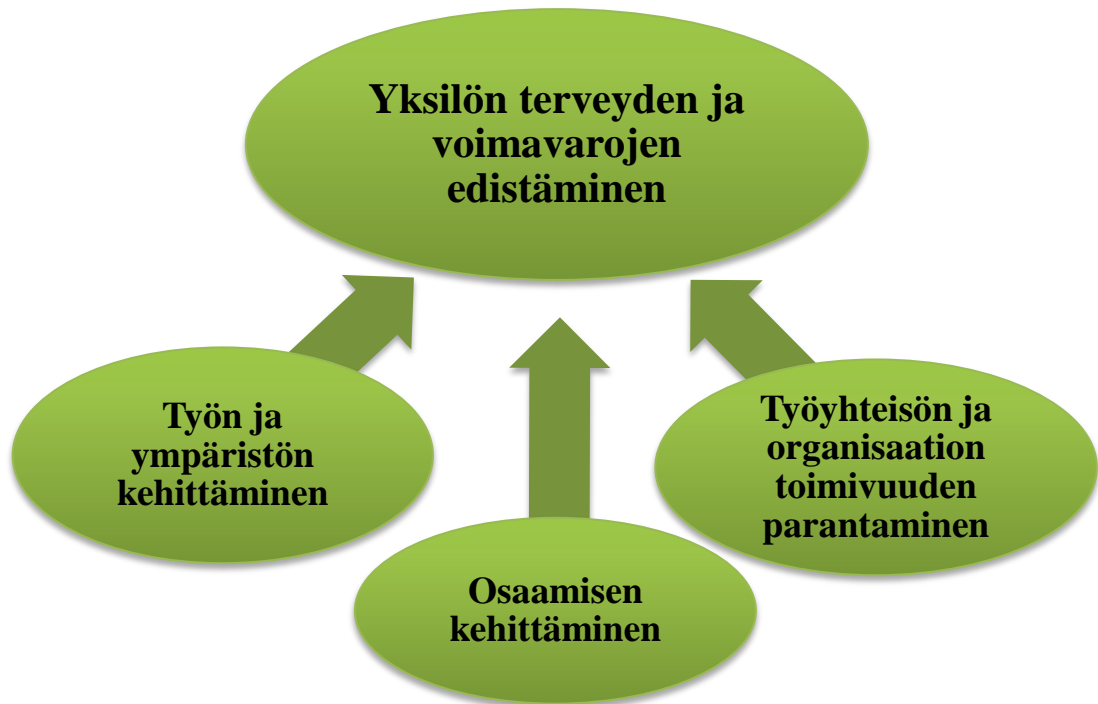 Yksilön terveyden ja
voimavarojen
edistäminen
Työn ja
ympäristön
kehittäminen
Työyhteisön ja
organisaation
toimivuuden
parantaminen
Osaamisen
kehittäminen